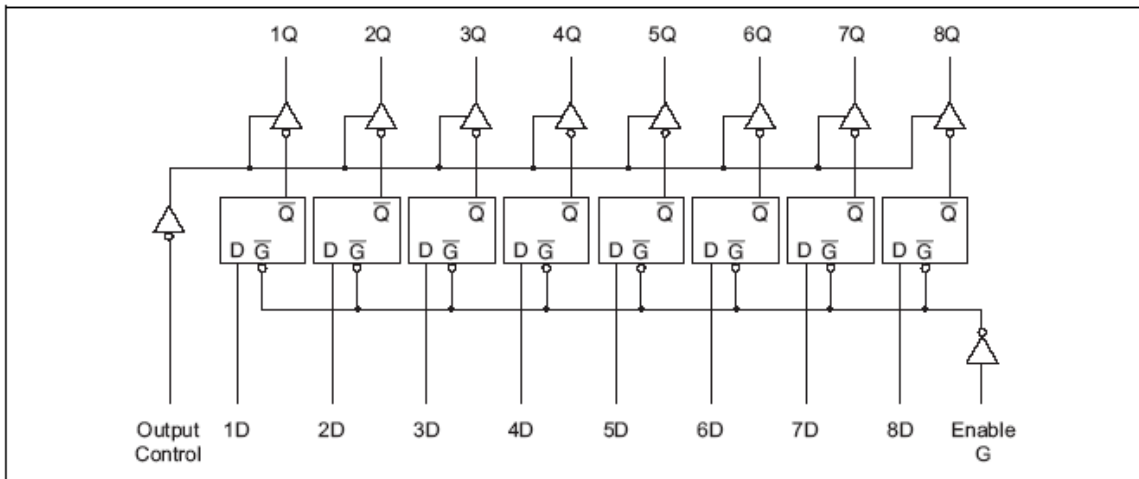 1Q 2Q 3Q 4Q 5Q 6Q 7Q 8Q
Q̅ Q̅ Q̅ Q̅ Q̅ Q̅ Q̅ Q̅
D G̅ D G̅ D G̅ D G̅ D G̅ D G̅ D G̅ D G̅
Output 1D 2D 3D 4D 5D 6D 7D 8D Enable
Control G